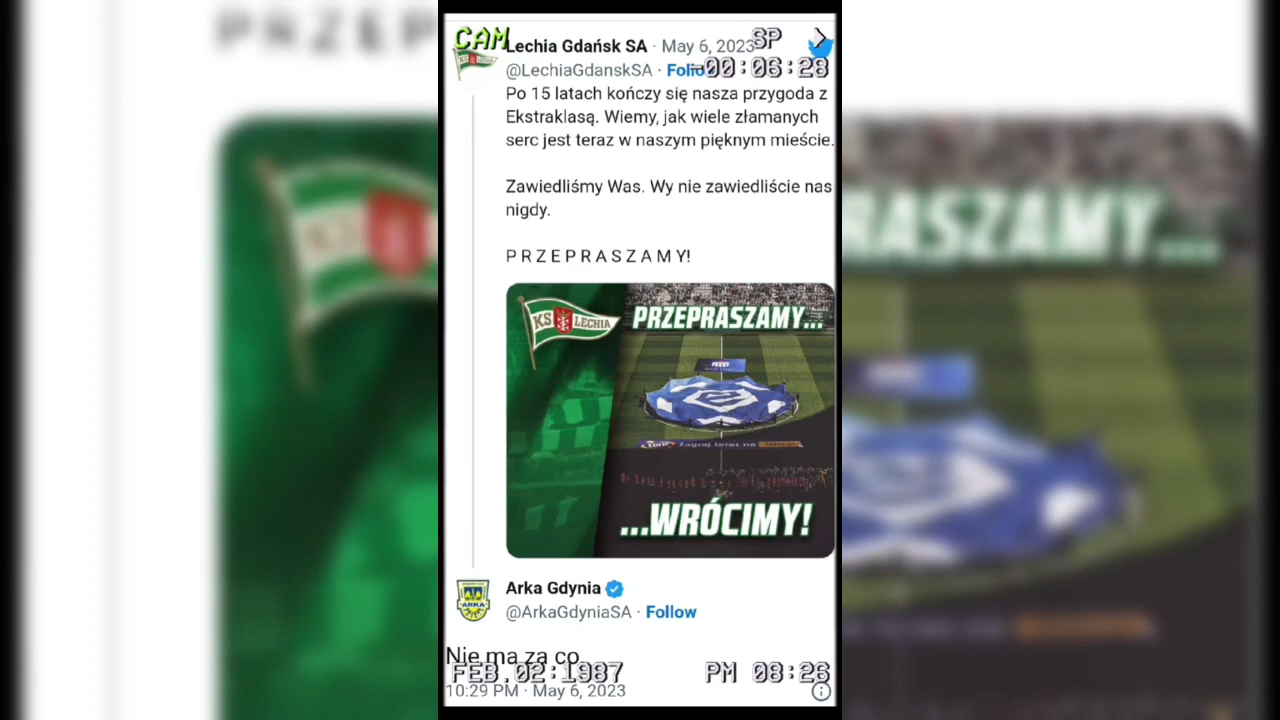 CAM
SP
-00:06:28
Lechia Gdańsk SA · May 6, 2023
@LechiaGdanskSA ·
Po 15 latach kończy się nasza przygoda z
Ekstraklasą. Wiemy, jak wiele złamanych
serc jest teraz w naszym pięknym mieście.
Zawiedliśmy Was. Wy nie zawiedliście nas
nigdy.
P R Z E P R A S Z A M Y!
KS LECHIA
PRZEPRASZAMY...
Zagraj teraz na
...WRÓCIMY!
Arka Gdynia
@ArkaGdyniaSA · Follow
ARKA
Nie ma za co
FEB.02:1987
PM 08:26
10:29 PM · May 6, 2023